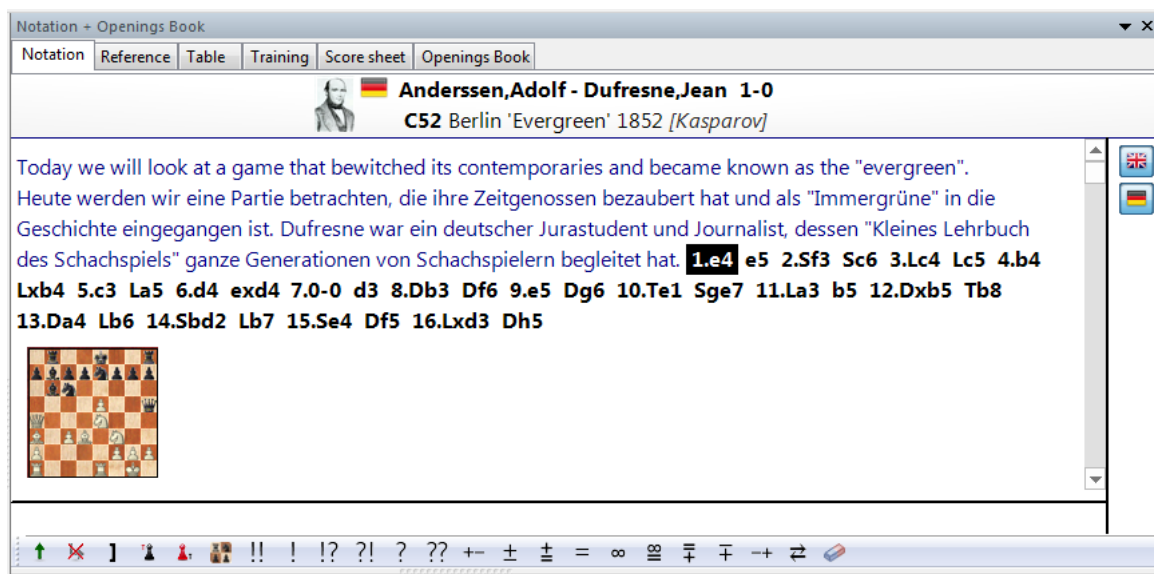 Notation + Openings Book
Notation Reference Table Training Score sheet Openings Book
Anderssen,Adolf - Dufresne,Jean 1-0
C52 Berlin 'Evergreen' 1852 [Kasparov]
Today we will look at a game that bewitched its contemporaries and became known as the "evergreen".
Heute werden wir eine Partie betrachten, die ihre Zeitgenossen bezaubert hat und als "Immergrüne" in die
Geschichte eingegangen ist. Dufresne war ein deutscher Jurastudent und Journalist, dessen "Kleines Lehrbuch
des Schachspiels" ganze Generationen von Schachspielern begleitet hat. 1.e4 e5 2.Sf3 Sc6 3.Lc4 Lc5 4.b4
Lxb4 5.c3 La5 6.d4 exd4 7.0-0 d3 8.Db3 Df6 9.e5 Dg6 10.Te1 Sge7 11.La3 b5 12.Dxb5 Tb8
13.Da4 Lb6 14.Sbd2 Lb7 15.Se4 Df5 16.Lxd3 Dh5
] !! ! !? ?! ? ?? +− ± ⩲ = ∞ ⯹ ⩱ ∓ −+ ⇄